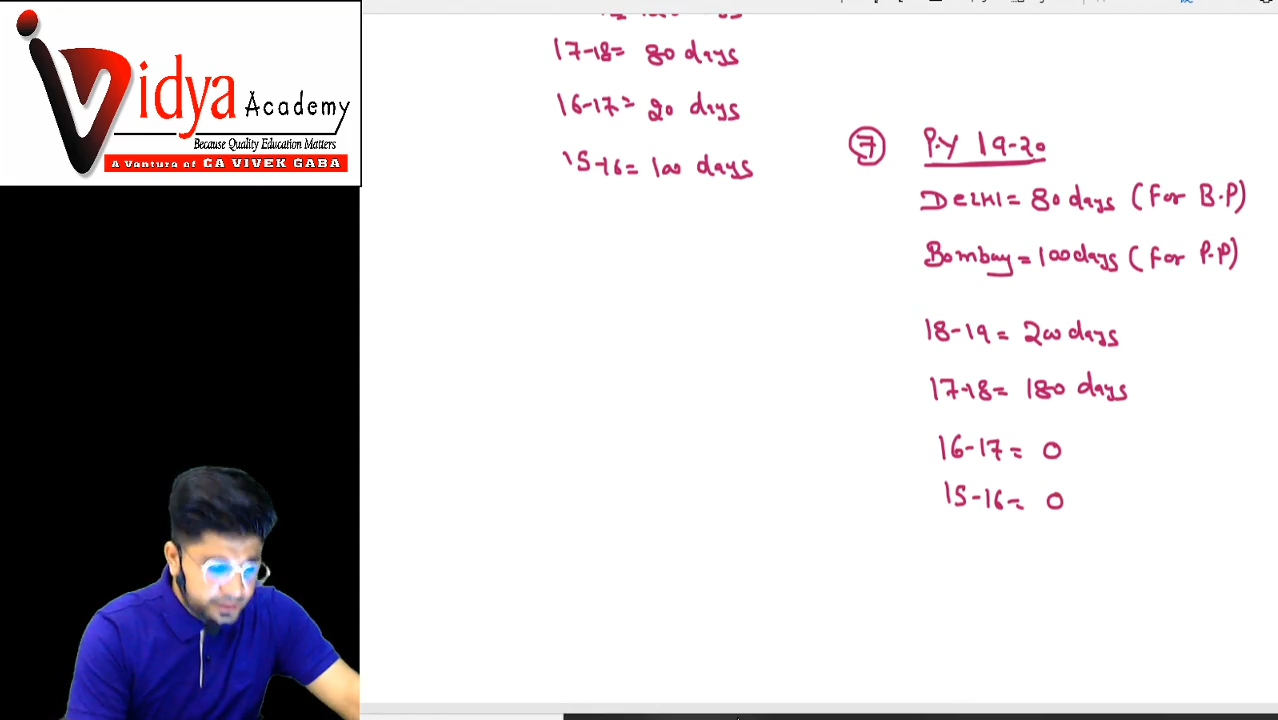 Vidya Academy
Because Quality Education Matters
A Vantura of CA VIVEK GABA
17-18= 80 days
16-17= 20 days
15-16= 100 days
7 P.Y 19-20
Delhi= 80 days (for B.P)
Bombay= 100 days (for P.P)
18-19= 200 days
17-18= 180 days
16-17= 0
15-16= 0